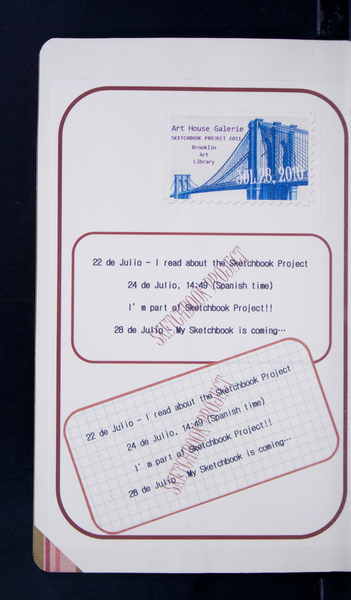 Art House Galerie
SKETCHBOOK PROJECT 2011
Brooklin
Art
Library
JUL 28, 2010
22 de Julio - I read about the Sketchbook Project
24 de Julio, 14:49 (Spanish time)
I'm part of Sketchbook Project!!
28 de Julio - My Sketchbook is coming…
SKETCHBOOK PROJECT
22 de Julio - I read about the Sketchbook Project
24 de Julio, 14:49 (Spanish time)
I'm part of Sketchbook Project!!
28 de Julio - My Sketchbook is coming…
SKETCHBOOK PROJECT